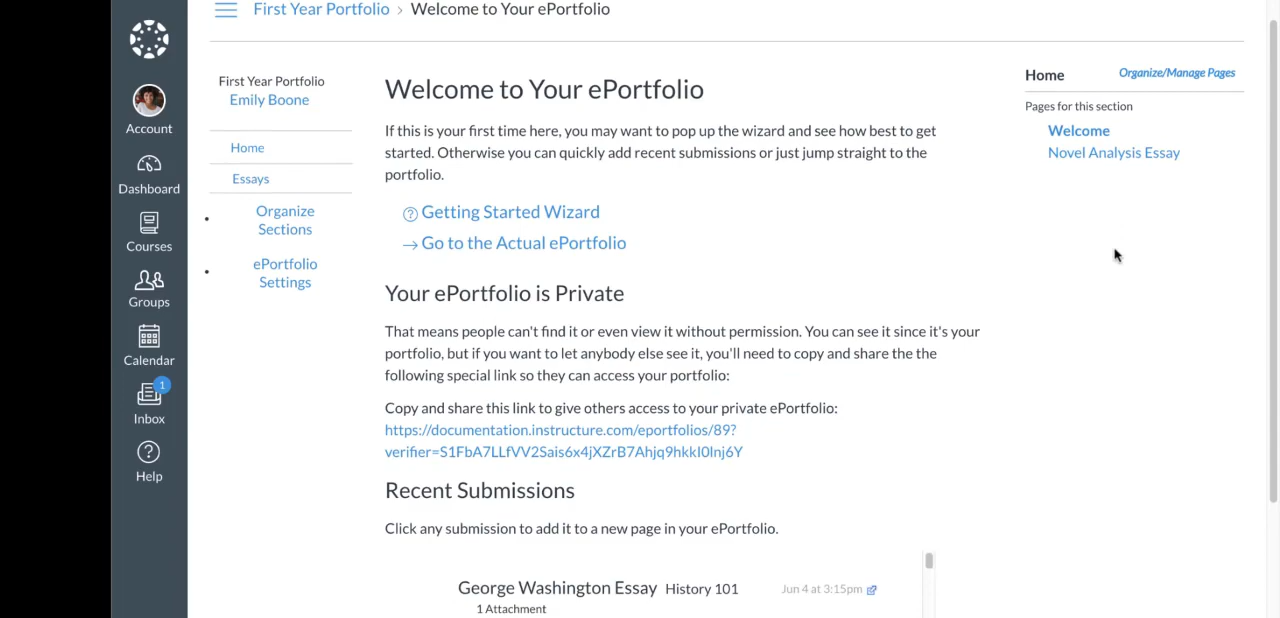 First Year Portfolio › Welcome to Your ePortfolio
Account
Dashboard
Courses
Groups
Calendar
1
Inbox
Help
First Year Portfolio
Emily Boone
Home
Essays
Organize
Sections
ePortfolio
Settings
Welcome to Your ePortfolio
If this is your first time here, you may want to pop up the wizard and see how best to get
started. Otherwise you can quickly add recent submissions or just jump straight to the
portfolio.
Getting Started Wizard
Go to the Actual ePortfolio
Your ePortfolio is Private
That means people can't find it or even view it without permission. You can see it since it's your
portfolio, but if you want to let anybody else see it, you'll need to copy and share the the
following special link so they can access your portfolio:
Copy and share this link to give others access to your private ePortfolio:
https://documentation.instructure.com/eportfolios/89?
verifier=S1FbA7LLfVV2Sais6x4jXZrB7Ahjq9hkkI0Inj6Y
Recent Submissions
Click any submission to add it to a new page in your ePortfolio.
George Washington Essay History 101 Jun 4 at 3:15pm
1 Attachment
Home Organize/Manage Pages
Pages for this section
Welcome
Novel Analysis Essay